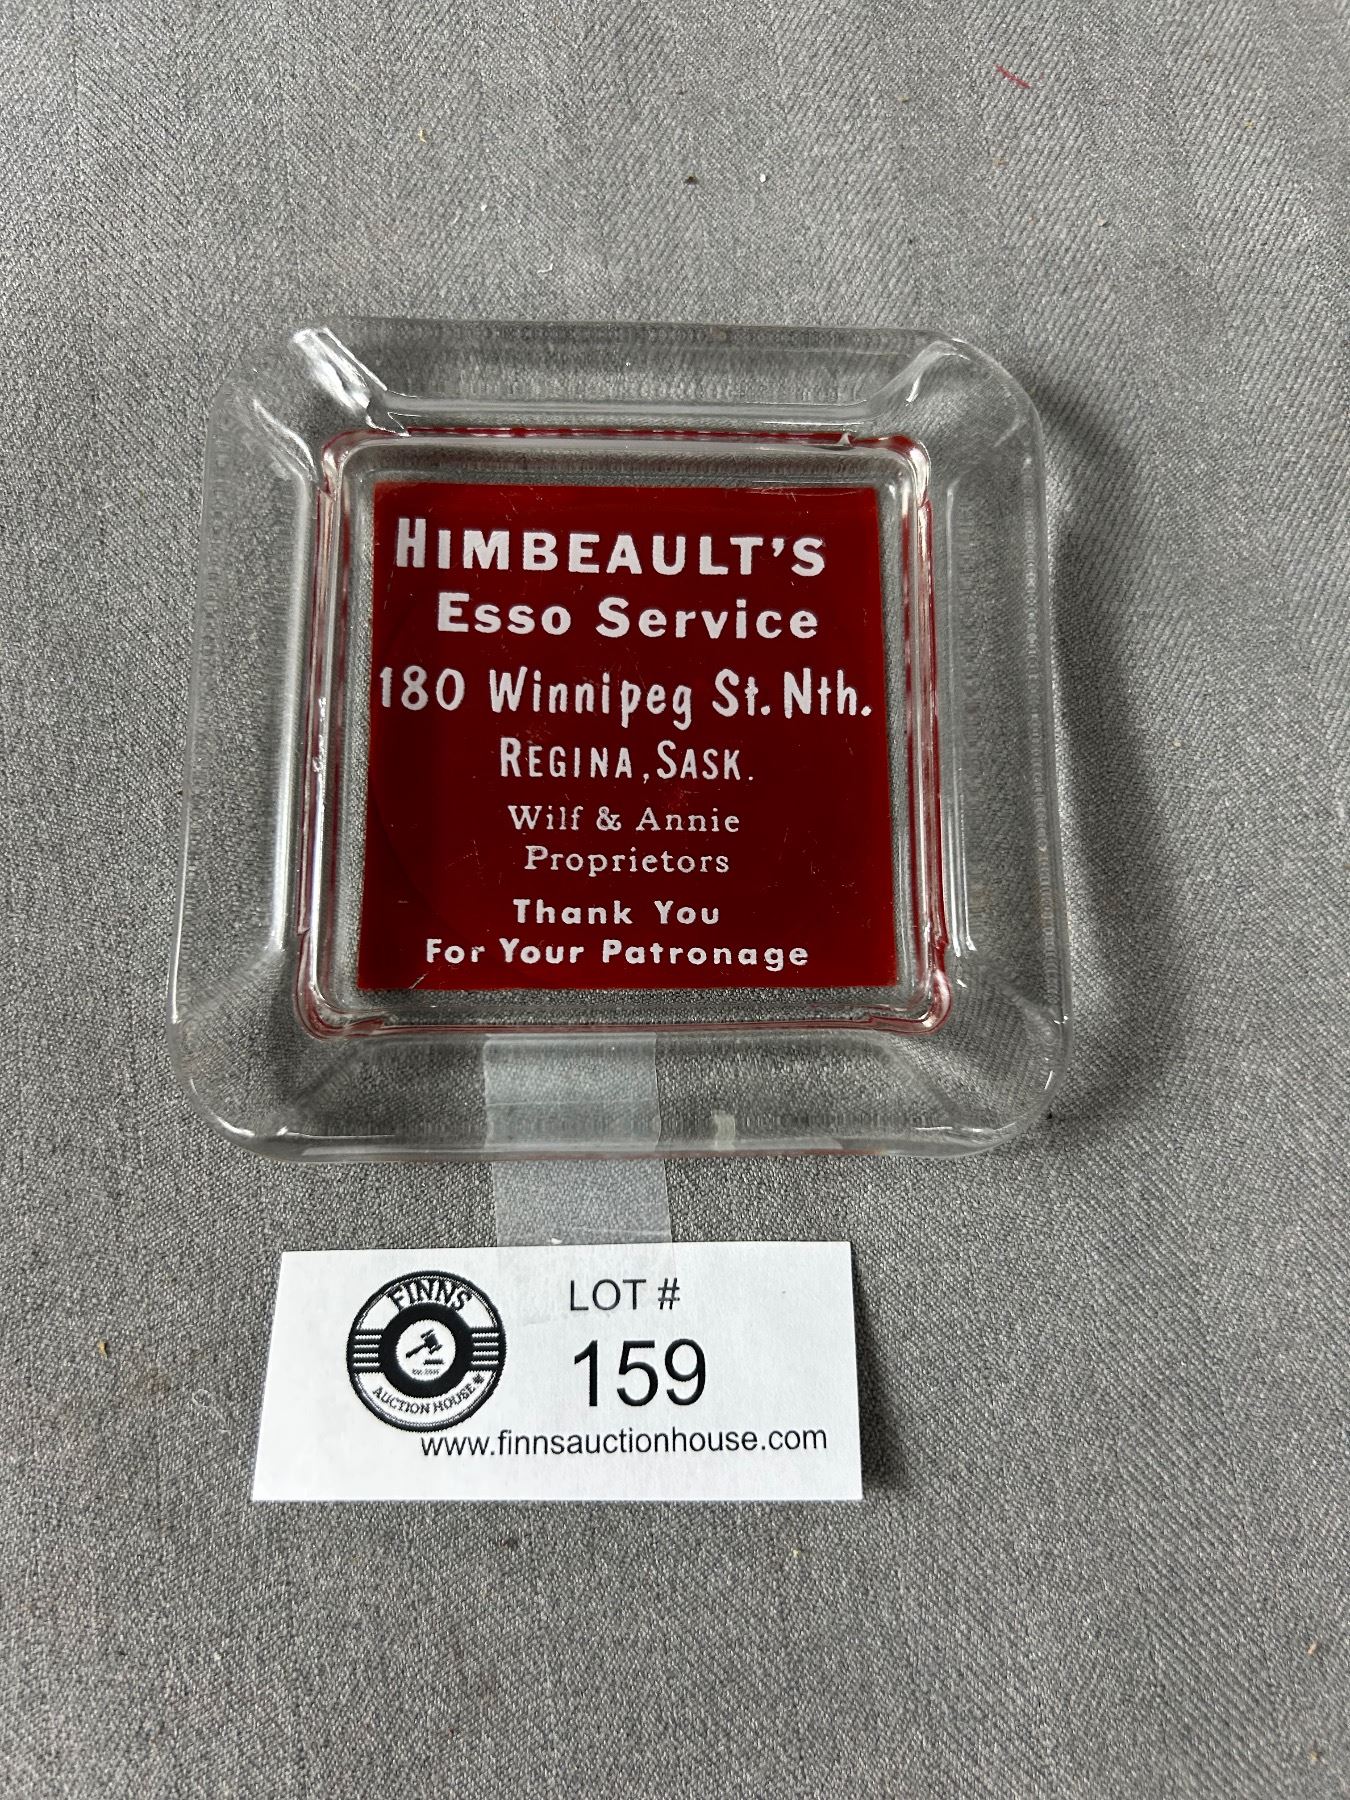 HIMBEAULT'S
Esso Service
180 Winnipeg St. Nth.
REGINA, SASK.
Wilf & Annie
Proprietors
Thank You
For Your Patronage
FINNS
AUCTION HOUSE
LOT #
159
www.finnsauctionhouse.com